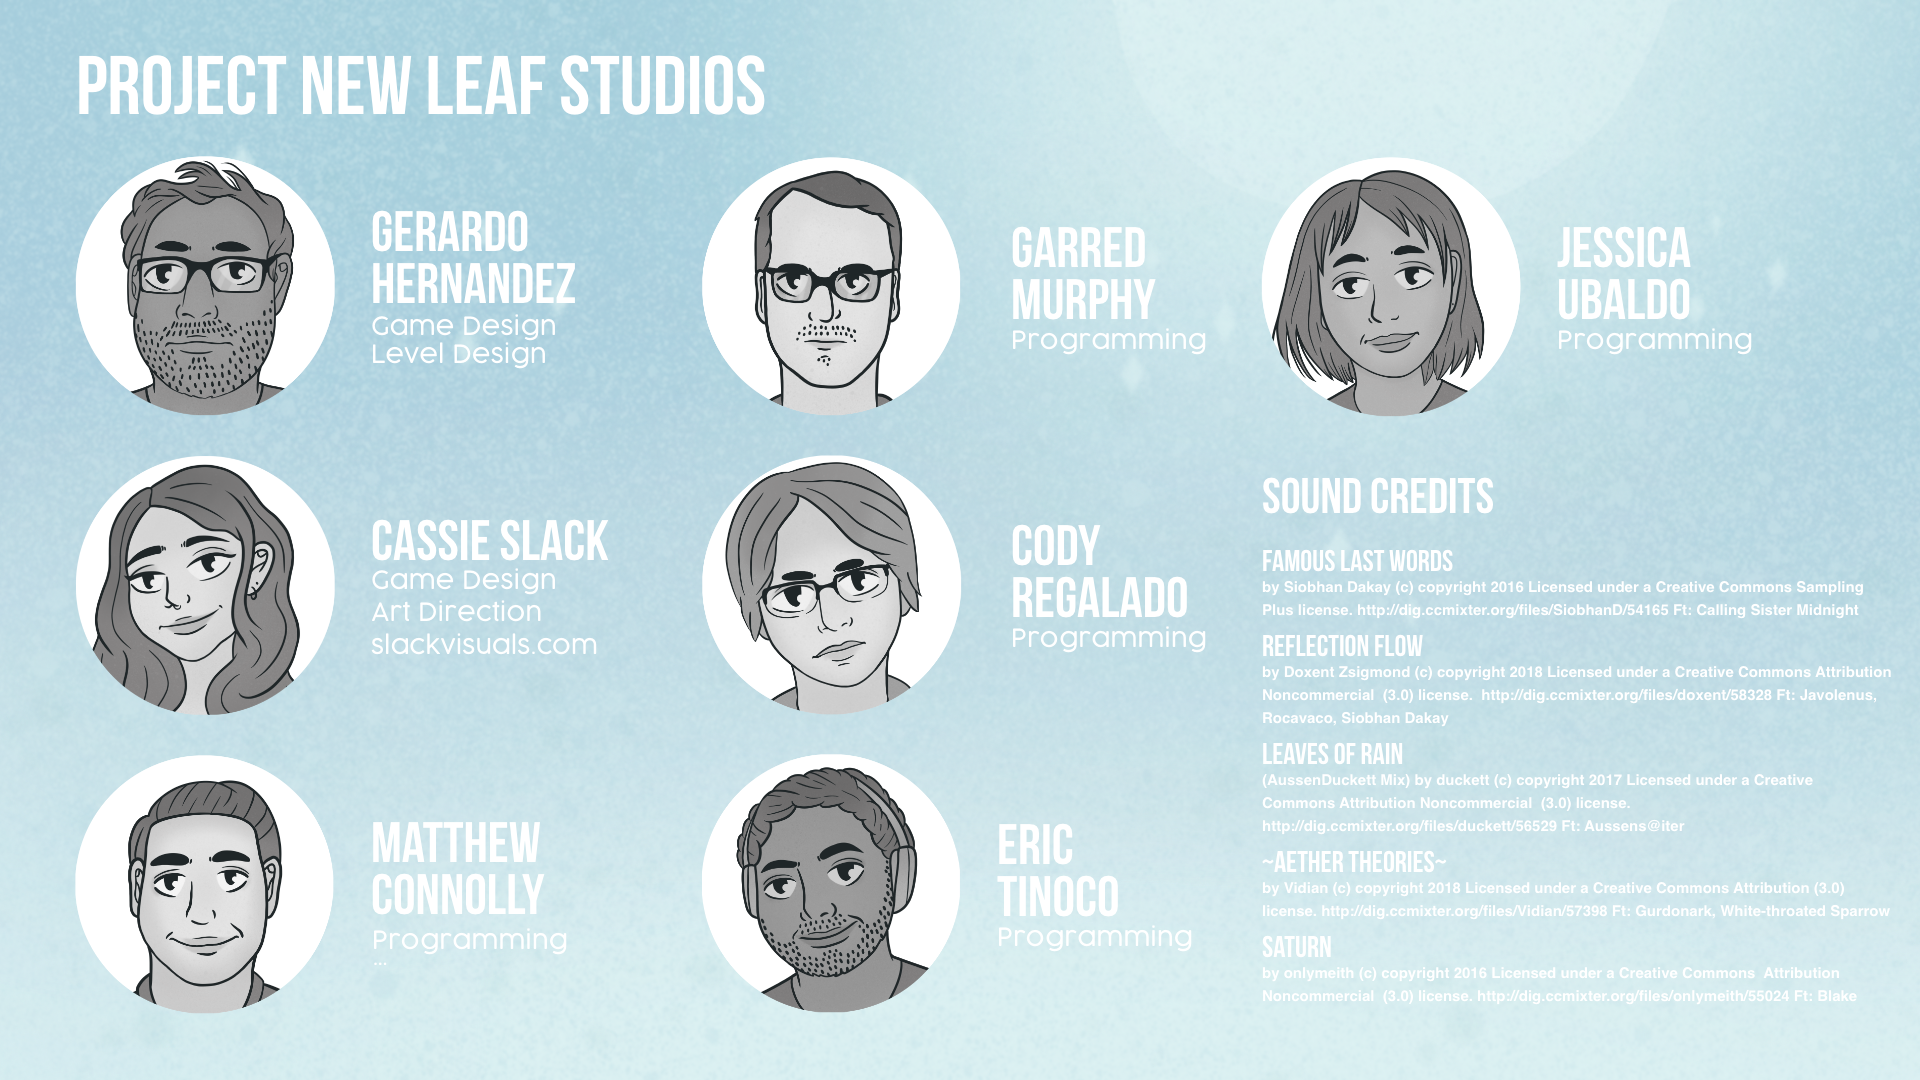 PROJECT NEW LEAF STUDIOS
GERARDO
HERNANDEZ
Game Design
Level Design
GARRED
MURPHY
Programming
JESSICA
UBALDO
Programming
CASSIE SLACK
Game Design
Art Direction
slackvisuals.com
CODY
REGALADO
Programming
MATTHEW
CONNOLLY
Programming
...
ERIC
TINOCO
Programming
SOUND CREDITS
FAMOUS LAST WORDS
by Siobhan Dakay (c) copyright 2016 Licensed under a Creative Commons Sampling
Plus license. http://dig.ccmixter.org/files/SiobhanD/54165 Ft: Calling Sister Midnight
REFLECTION FLOW
by Doxent Zsigmond (c) copyright 2018 Licensed under a Creative Commons Attribution
Noncommercial  (3.0) license.  http://dig.ccmixter.org/files/doxent/58328 Ft: Javolenus,
Rocavaco, Siobhan Dakay
LEAVES OF RAIN
(AussenDuckett Mix) by duckett (c) copyright 2017 Licensed under a Creative
Commons Attribution Noncommercial  (3.0) license.
http://dig.ccmixter.org/files/duckett/56529 Ft: Aussens@iter
~AETHER THEORIES~
by Vidian (c) copyright 2018 Licensed under a Creative Commons Attribution (3.0)
license. http://dig.ccmixter.org/files/Vidian/57398 Ft: Gurdonark, White-throated Sparrow
SATURN
by onlymeith (c) copyright 2016 Licensed under a Creative Commons  Attribution
Noncommercial  (3.0) license. http://dig.ccmixter.org/files/onlymeith/55024 Ft: Blake